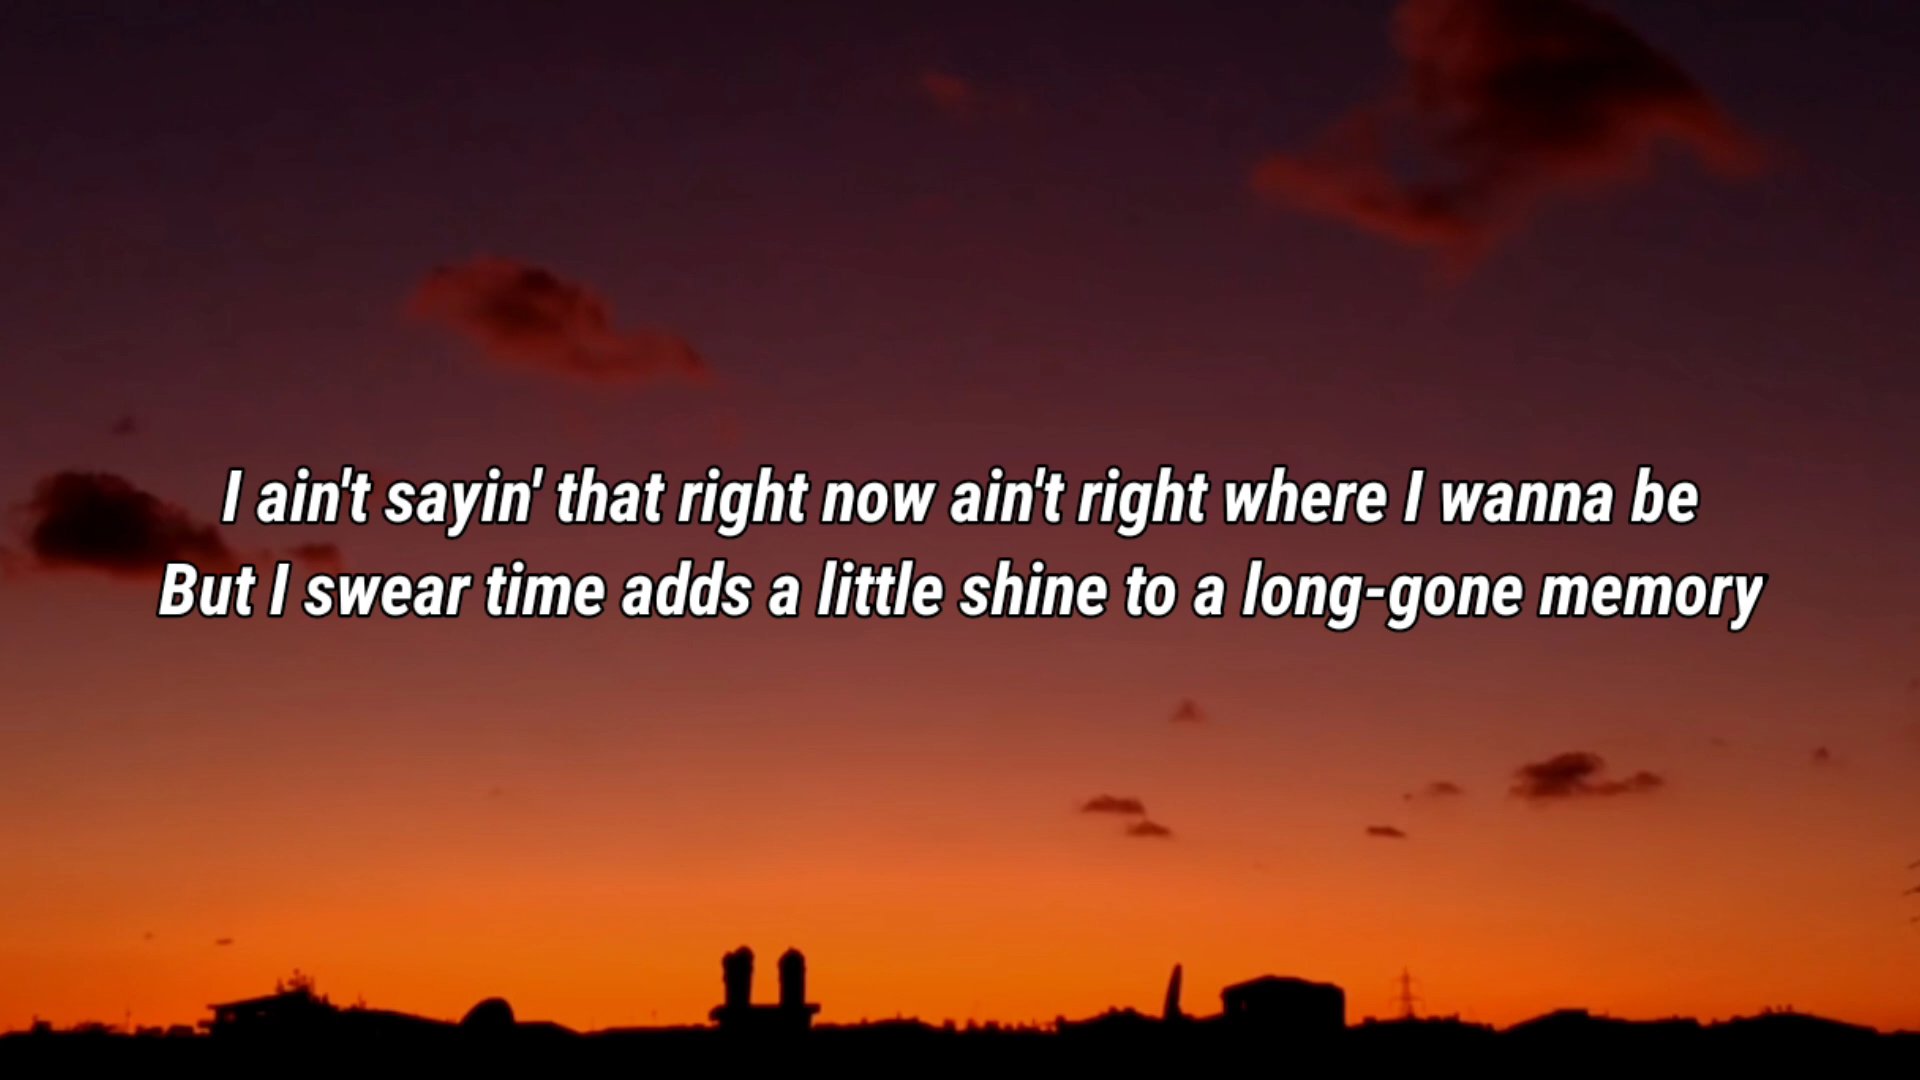 I ain't sayin' that right now ain't right where I wanna be
But I swear time adds a little shine to a long-gone memory